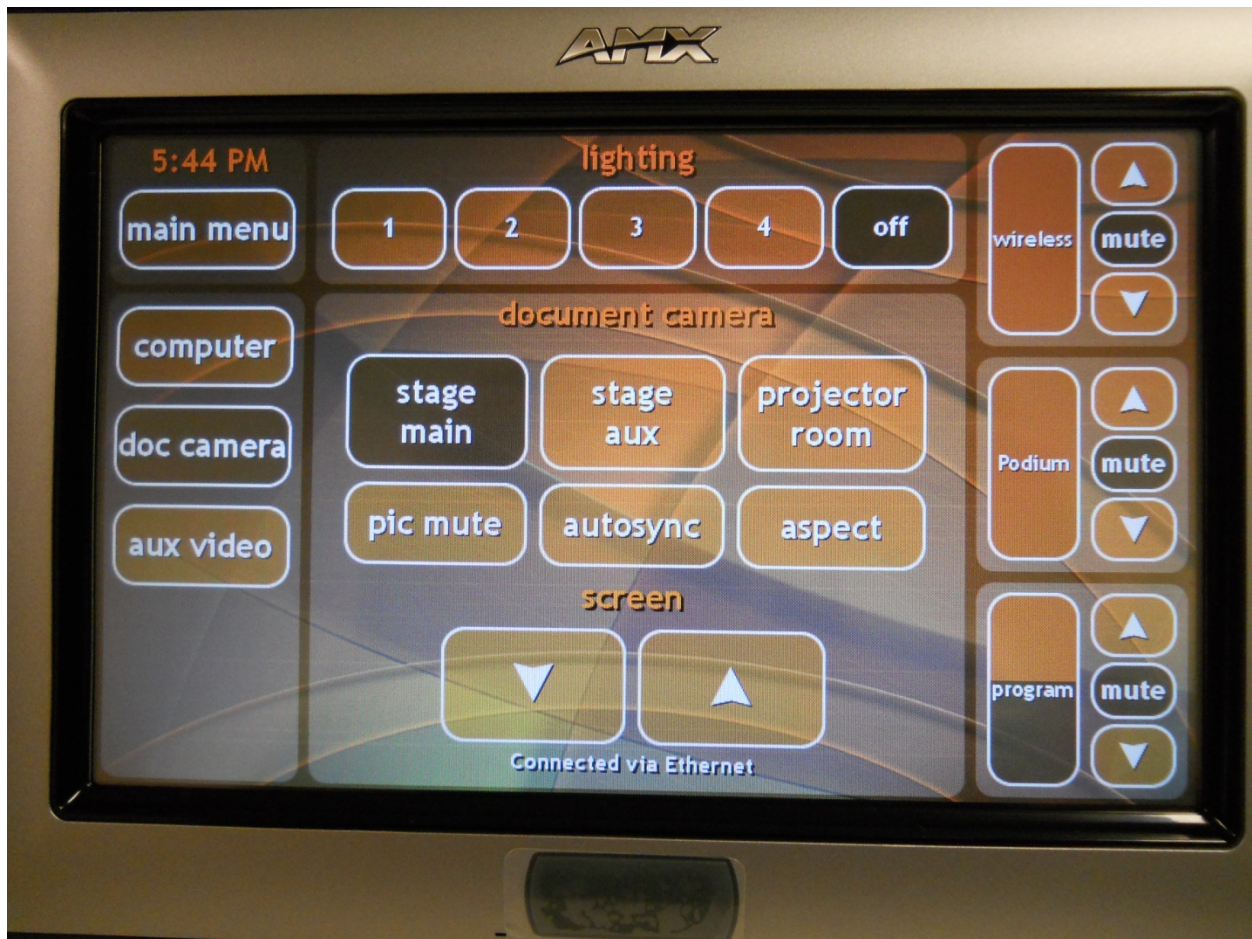 AMX
5:44 PM
main menu
lighting
1 2 3 4 off
computer
doc camera
aux video
document camera
stage main
stage aux
projector room
pic mute
autosync
aspect
screen
Connected via Ethernet
wireless
mute
Podium
mute
program
mute